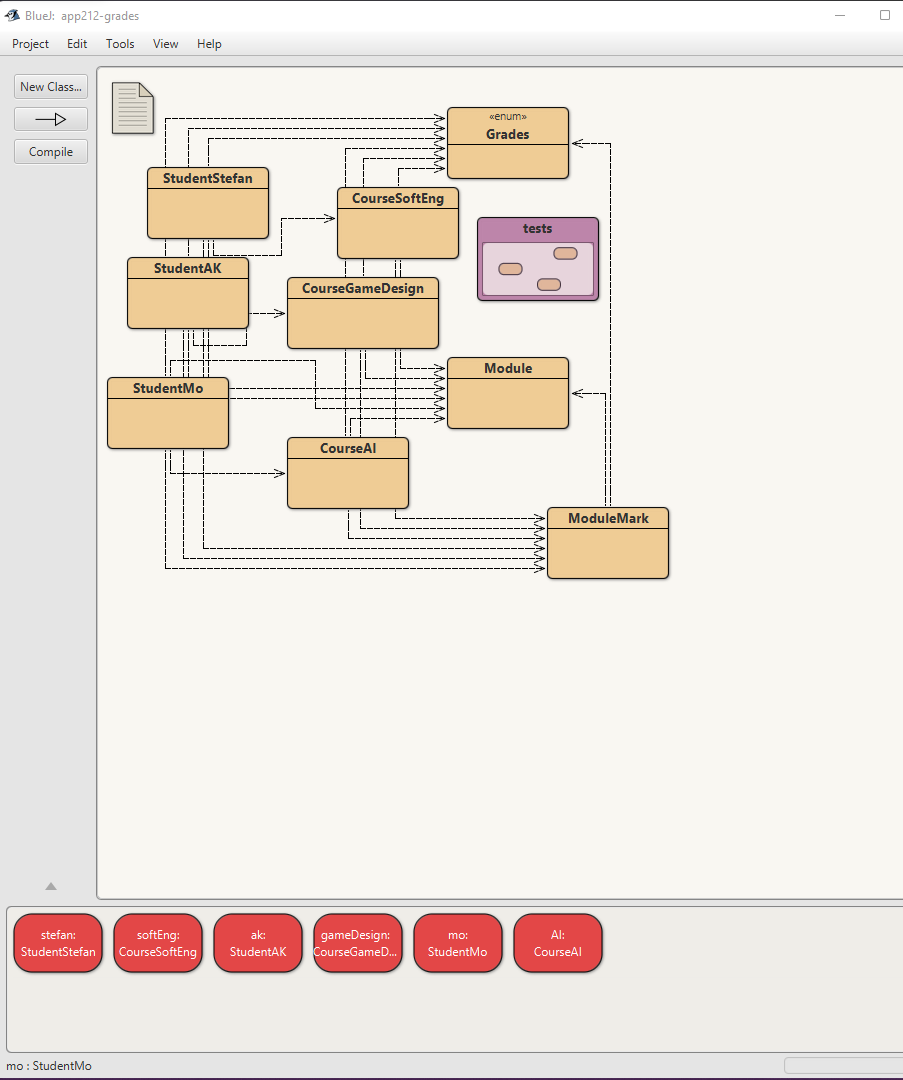 BlueJ: app212-grades
Project Edit Tools View Help
New Class...
Compile
«enum»
Grades
StudentStefan
CourseSoftEng
tests
StudentAK
CourseGameDesign
Module
StudentMo
CourseAI
ModuleMark
stefan:
StudentStefan
softEng:
CourseSoftEng
ak:
StudentAK
gameDesign:
CourseGameD...
mo:
StudentMo
AI:
CourseAI
mo : StudentMo